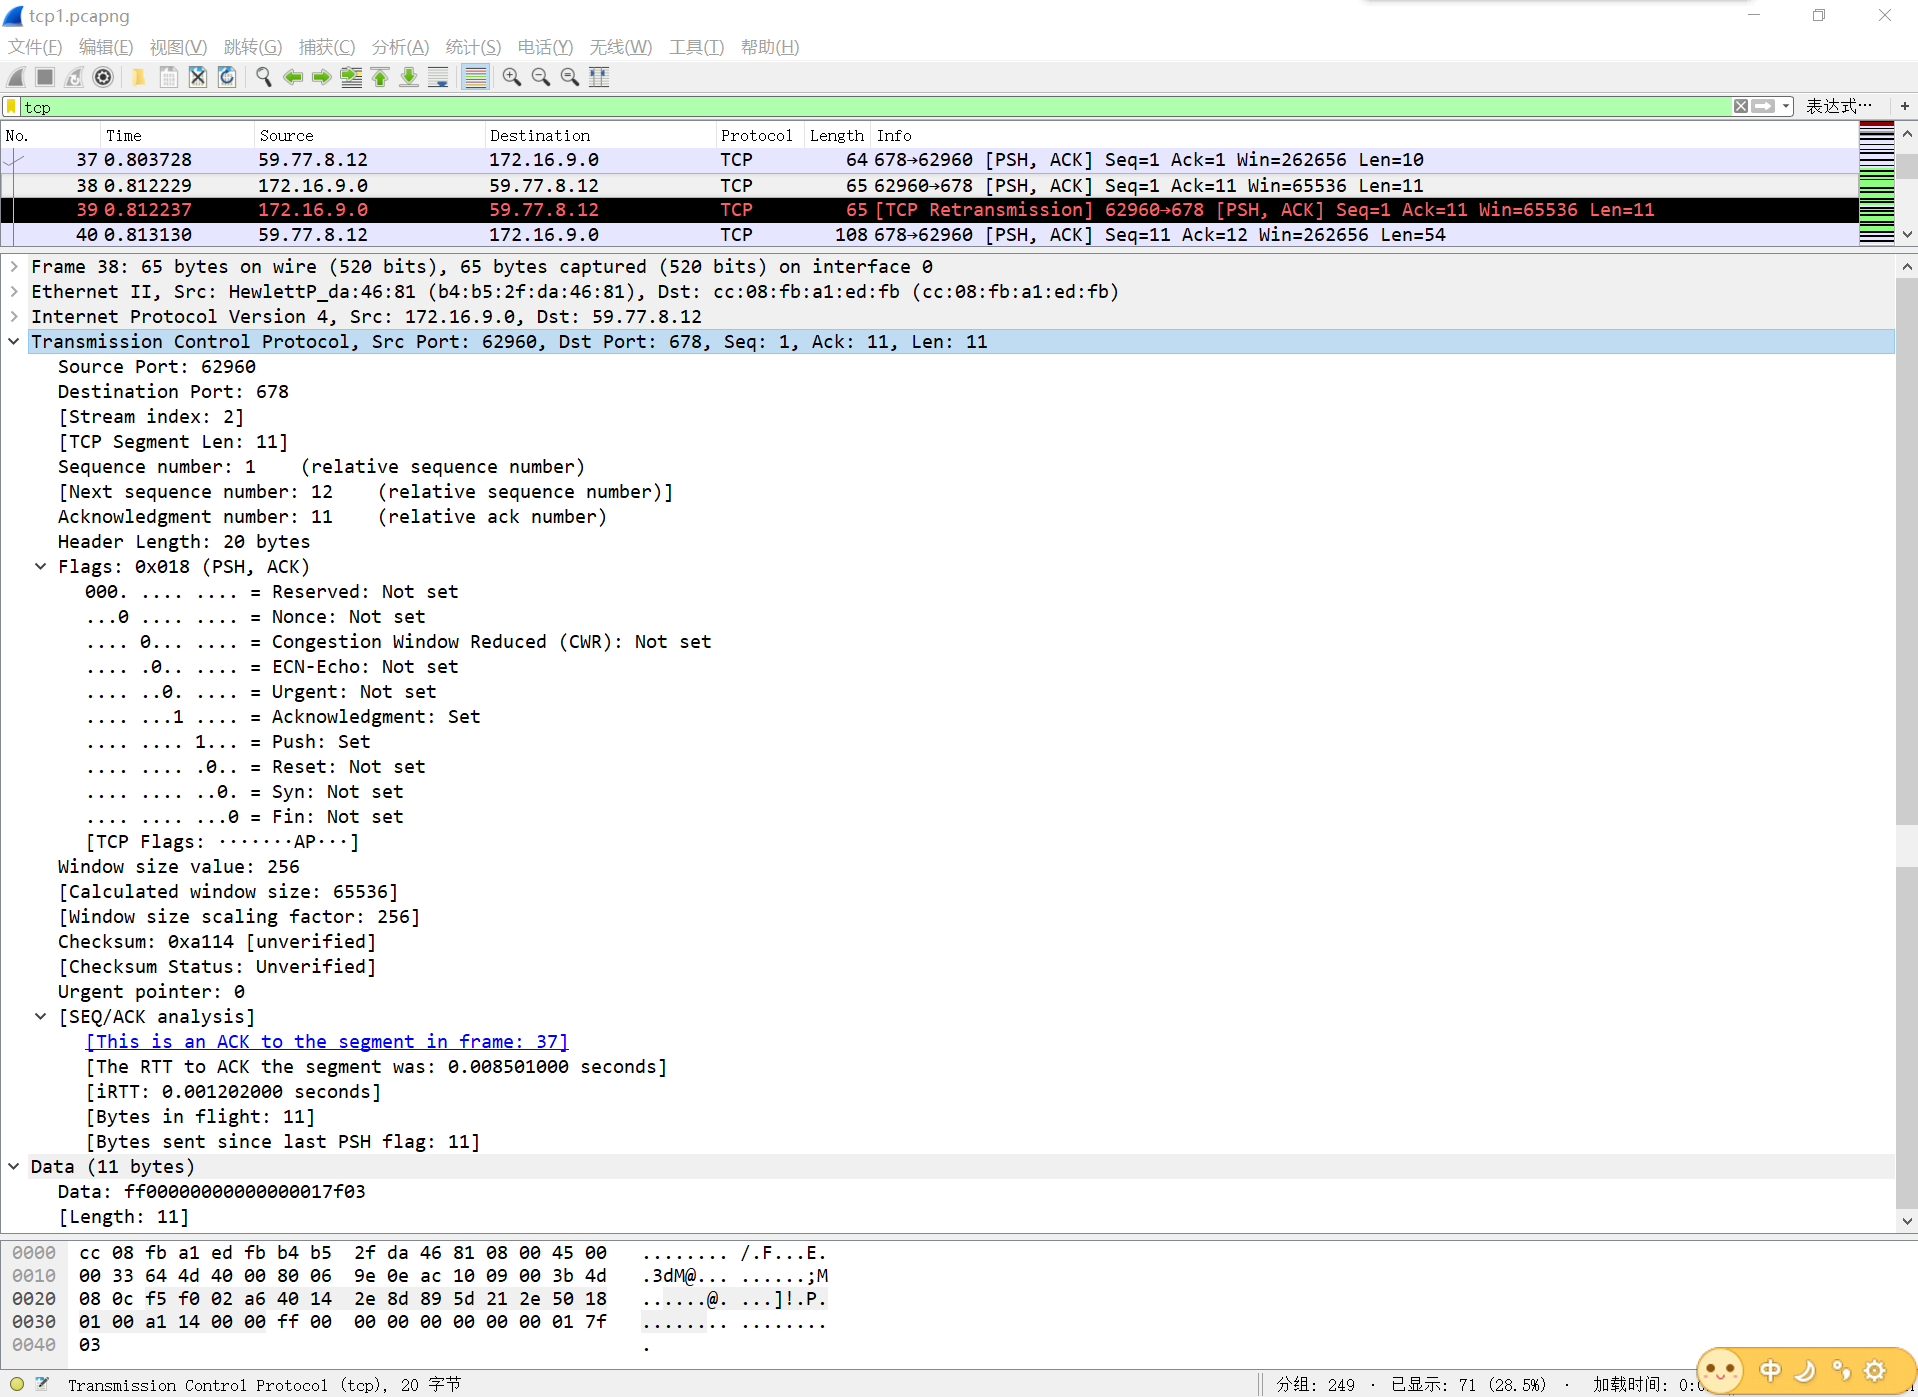 tcp1.pcapng
文件(F) 编辑(E) 视图(V) 跳转(G) 捕获(C) 分析(A) 统计(S) 电话(Y) 无线(W) 工具(T) 帮助(H)
tcp 表达式… +
No. Time Source Destination Protocol Length Info
37 0.803728 59.77.8.12 172.16.9.0 TCP 64 678→62960 [PSH, ACK] Seq=1 Ack=1 Win=262656 Len=10
38 0.812229 172.16.9.0 59.77.8.12 TCP 65 62960→678 [PSH, ACK] Seq=1 Ack=11 Win=65536 Len=11
39 0.812237 172.16.9.0 59.77.8.12 TCP 65 [TCP Retransmission] 62960→678 [PSH, ACK] Seq=1 Ack=11 Win=65536 Len=11
40 0.813130 59.77.8.12 172.16.9.0 TCP 108 678→62960 [PSH, ACK] Seq=11 Ack=12 Win=262656 Len=54
Frame 38: 65 bytes on wire (520 bits), 65 bytes captured (520 bits) on interface 0
Ethernet II, Src: HewlettP_da:46:81 (b4:b5:2f:da:46:81), Dst: cc:08:fb:a1:ed:fb (cc:08:fb:a1:ed:fb)
Internet Protocol Version 4, Src: 172.16.9.0, Dst: 59.77.8.12
Transmission Control Protocol, Src Port: 62960, Dst Port: 678, Seq: 1, Ack: 11, Len: 11
Source Port: 62960
Destination Port: 678
[Stream index: 2]
[TCP Segment Len: 11]
Sequence number: 1    (relative sequence number)
[Next sequence number: 12    (relative sequence number)]
Acknowledgment number: 11    (relative ack number)
Header Length: 20 bytes
Flags: 0x018 (PSH, ACK)
000. .... .... = Reserved: Not set
...0 .... .... = Nonce: Not set
.... 0... .... = Congestion Window Reduced (CWR): Not set
.... .0.. .... = ECN-Echo: Not set
.... ..0. .... = Urgent: Not set
.... ...1 .... = Acknowledgment: Set
.... .... 1... = Push: Set
.... .... .0.. = Reset: Not set
.... .... ..0. = Syn: Not set
.... .... ...0 = Fin: Not set
[TCP Flags: ·······AP···]
Window size value: 256
[Calculated window size: 65536]
[Window size scaling factor: 256]
Checksum: 0xa114 [unverified]
[Checksum Status: Unverified]
Urgent pointer: 0
[SEQ/ACK analysis]
[This is an ACK to the segment in frame: 37]
[The RTT to ACK the segment was: 0.008501000 seconds]
[iRTT: 0.001202000 seconds]
[Bytes in flight: 11]
[Bytes sent since last PSH flag: 11]
Data (11 bytes)
Data: ff00000000000000017f03
[Length: 11]
0000 cc 08 fb a1 ed fb b4 b5 2f da 46 81 08 00 45 00 ........ /.F...E.
0010 00 33 64 4d 40 00 80 06 9e 0e ac 10 09 00 3b 4d .3dM@... ......;M
0020 08 0c f5 f0 02 a6 40 14 2e 8d 89 5d 21 2e 50 18 ......@. ...]!.P.
0030 01 00 a1 14 00 00 ff 00 00 00 00 00 00 00 01 7f ........ ........
0040 03 .
Transmission Control Protocol (tcp), 20 字节 分组: 249 · 已显示: 71 (28.5%) · 加载时间: 0:0
中